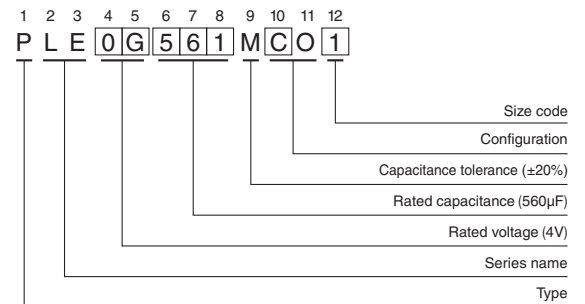 1 2 3 4 5 6 7 8 9 10 11 12
P L E 0 G 5 6 1 M C O 1
Size code
Configuration
Capacitance tolerance (±20%)
Rated capacitance (560µF)
Rated voltage (4V)
Series name
Type